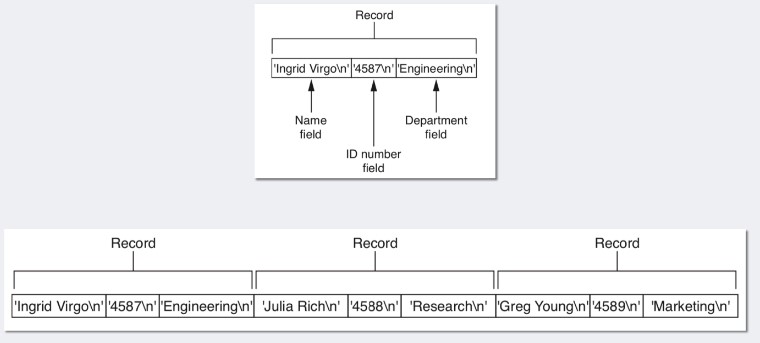 Record
'Ingrid Virgo\n' '4587\n' 'Engineering\n'
Name
field
Department
field
ID number
field
Record Record Record
'Ingrid Virgo\n' '4587\n' 'Engineering\n' 'Julia Rich\n' '4588\n' 'Research\n' 'Greg Young\n' '4589\n' 'Marketing\n'